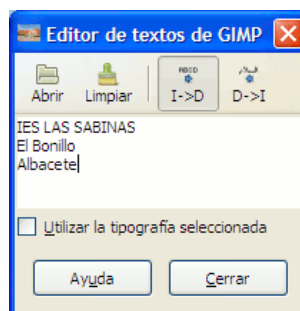 Editor de textos de GIMP
Abrir
Limpiar
I->D
D->I
IES LAS SABINAS
El Bonillo
Albacete
Utilizar la tipografía seleccionada
Ayuda
Cerrar